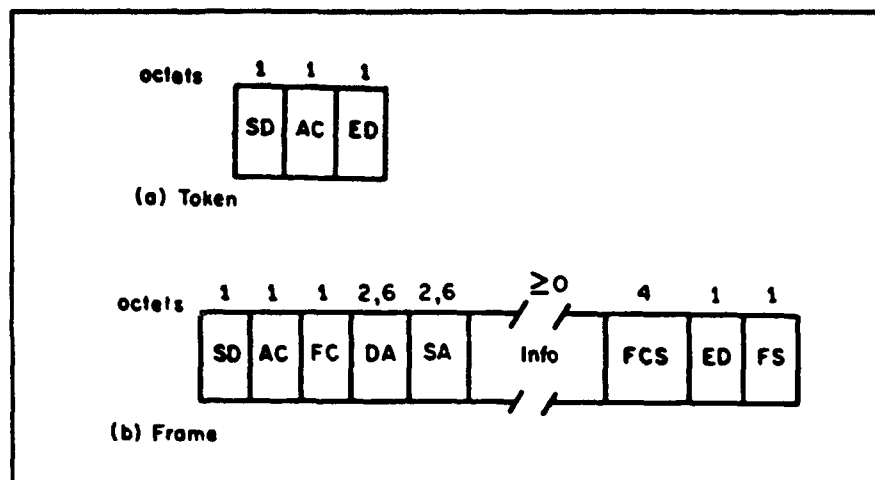 octets 1 1 1
SD AC ED
(a) Token
octets 1 1 1 2,6 2,6 ≥0 4 1 1
SD AC FC DA SA Info FCS ED FS
(b) Frame